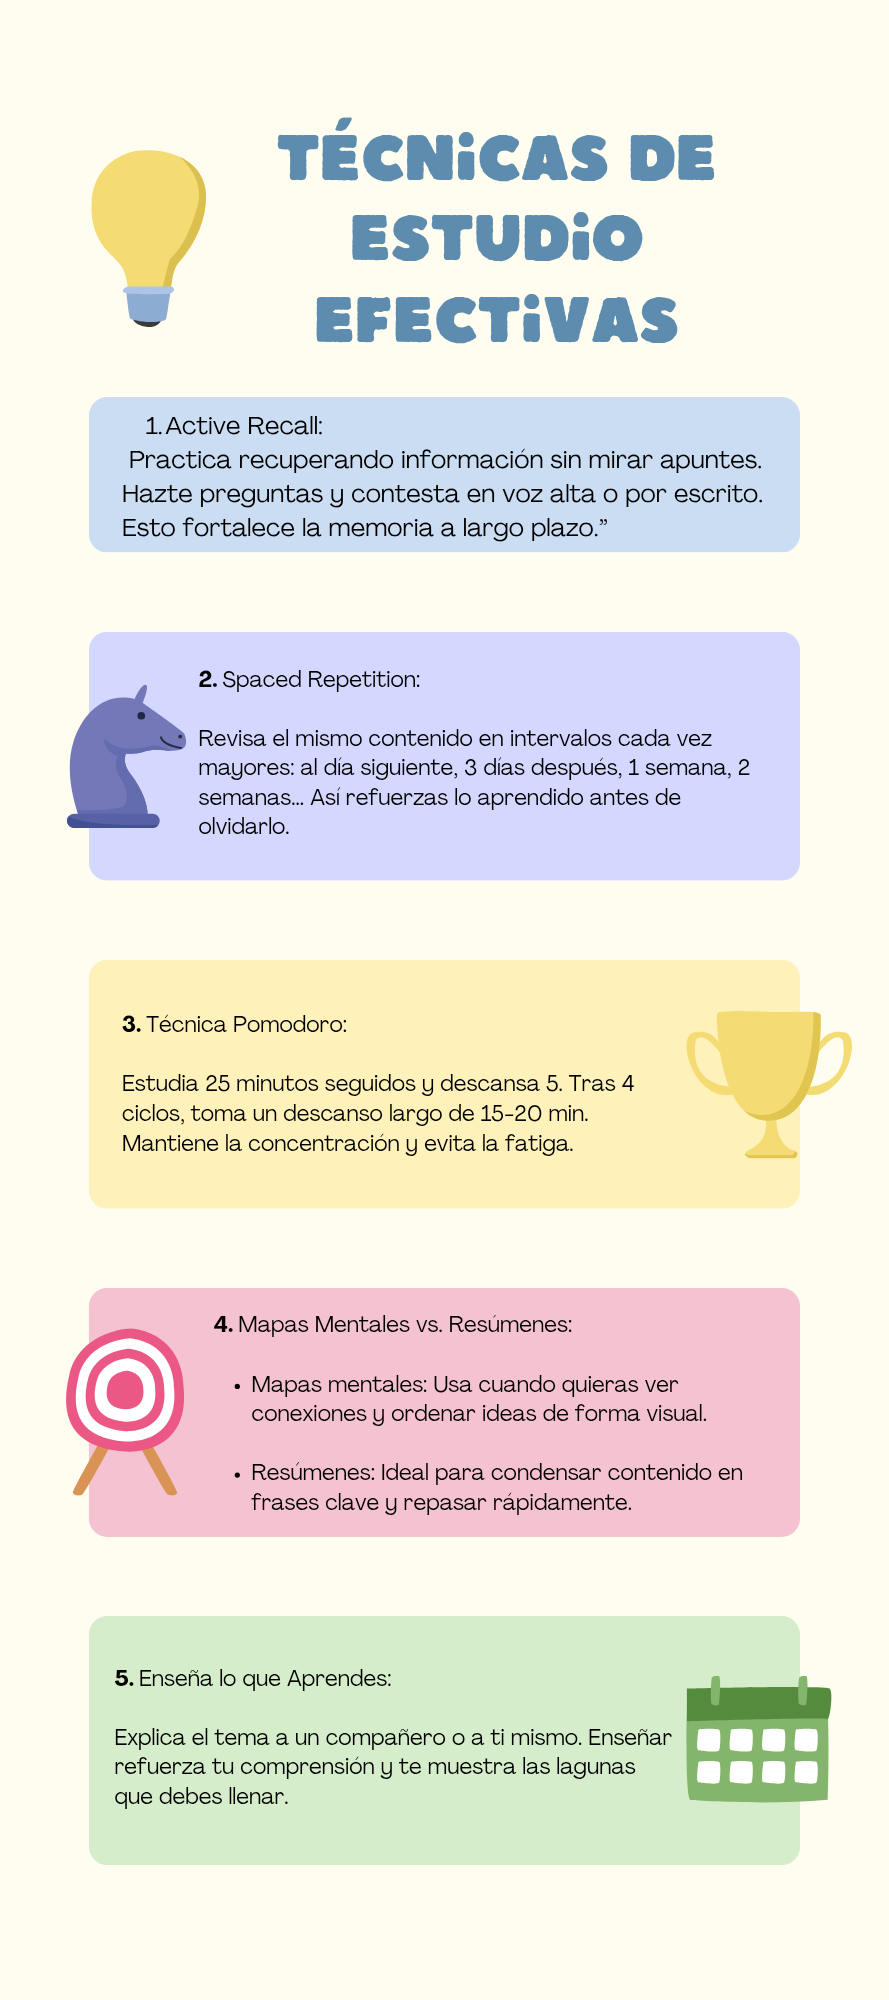 TÉCNiCAS DE
ESTUDiO
EFECTiVAS
1. Active Recall:
Practica recuperando información sin mirar apuntes.
Hazte preguntas y contesta en voz alta o por escrito.
Esto fortalece la memoria a largo plazo.”
2. Spaced Repetition:
Revisa el mismo contenido en intervalos cada vez
mayores: al día siguiente, 3 días después, 1 semana, 2
semanas... Así refuerzas lo aprendido antes de
olvidarlo.
3. Técnica Pomodoro:
Estudia 25 minutos seguidos y descansa 5. Tras 4
ciclos, toma un descanso largo de 15-20 min.
Mantiene la concentración y evita la fatiga.
4. Mapas Mentales vs. Resúmenes:
• Mapas mentales: Usa cuando quieras ver
conexiones y ordenar ideas de forma visual.
• Resúmenes: Ideal para condensar contenido en
frases clave y repasar rápidamente.
5. Enseña lo que Aprendes:
Explica el tema a un compañero o a ti mismo. Enseñar
refuerza tu comprensión y te muestra las lagunas
que debes llenar.